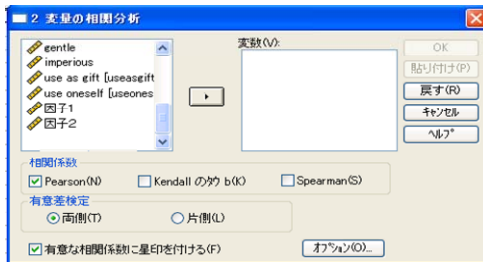 2 変量の相関分析
gentle
imperious
use as gift [useasgift
use oneself [useones
因子1
因子2
変数(V):
OK
貼り付け(P)
戻す(R)
キャンセル
ヘルプ
相関係数
Pearson(N) Kendall のタウ b(K) Spearman(S)
有意差検定
両側(T) 片側(L)
有意な相関係数に星印を付ける(F) オプション(O)...